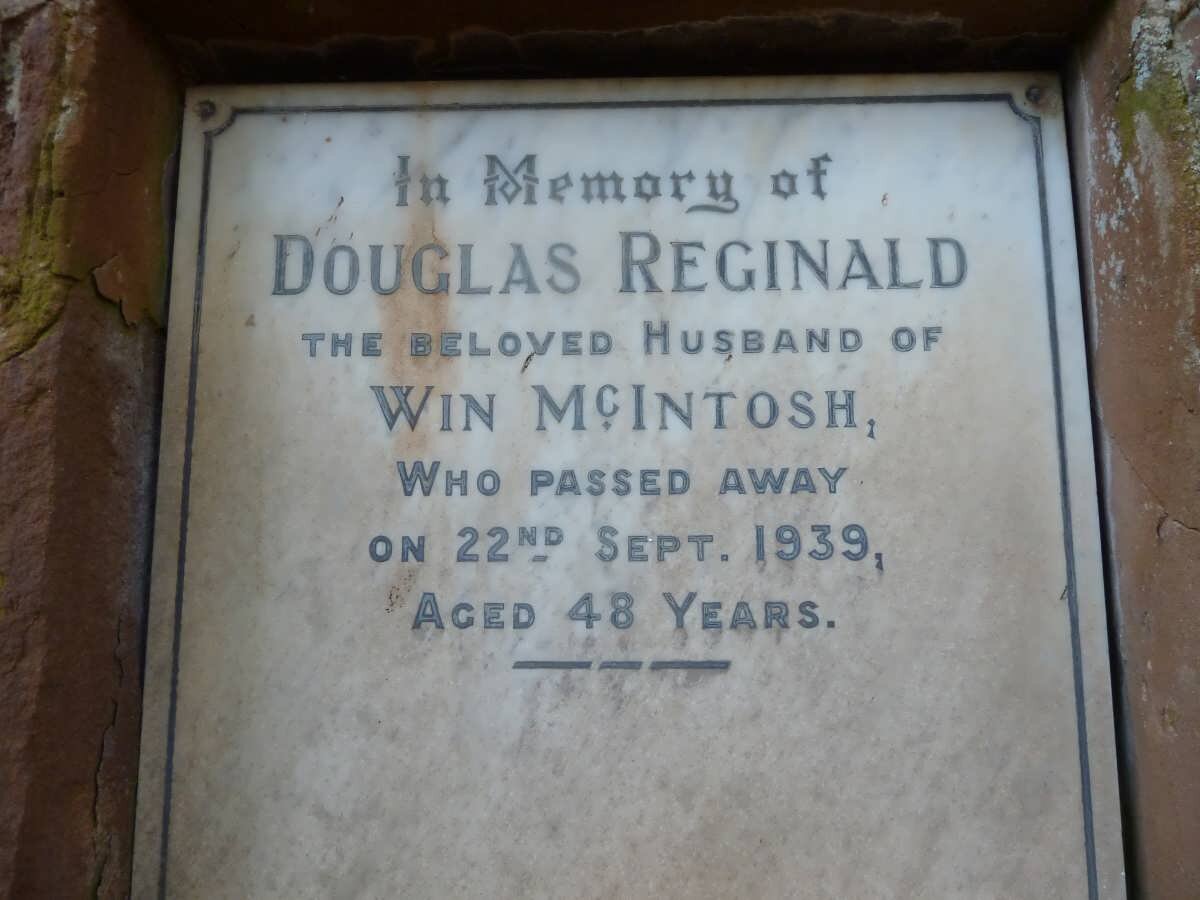 In Memory of
DOUGLAS REGINALD
THE BELOVED HUSBAND OF
WIN McINTOSH,
WHO PASSED AWAY
ON 22ND SEPT. 1939,
AGED 48 YEARS.